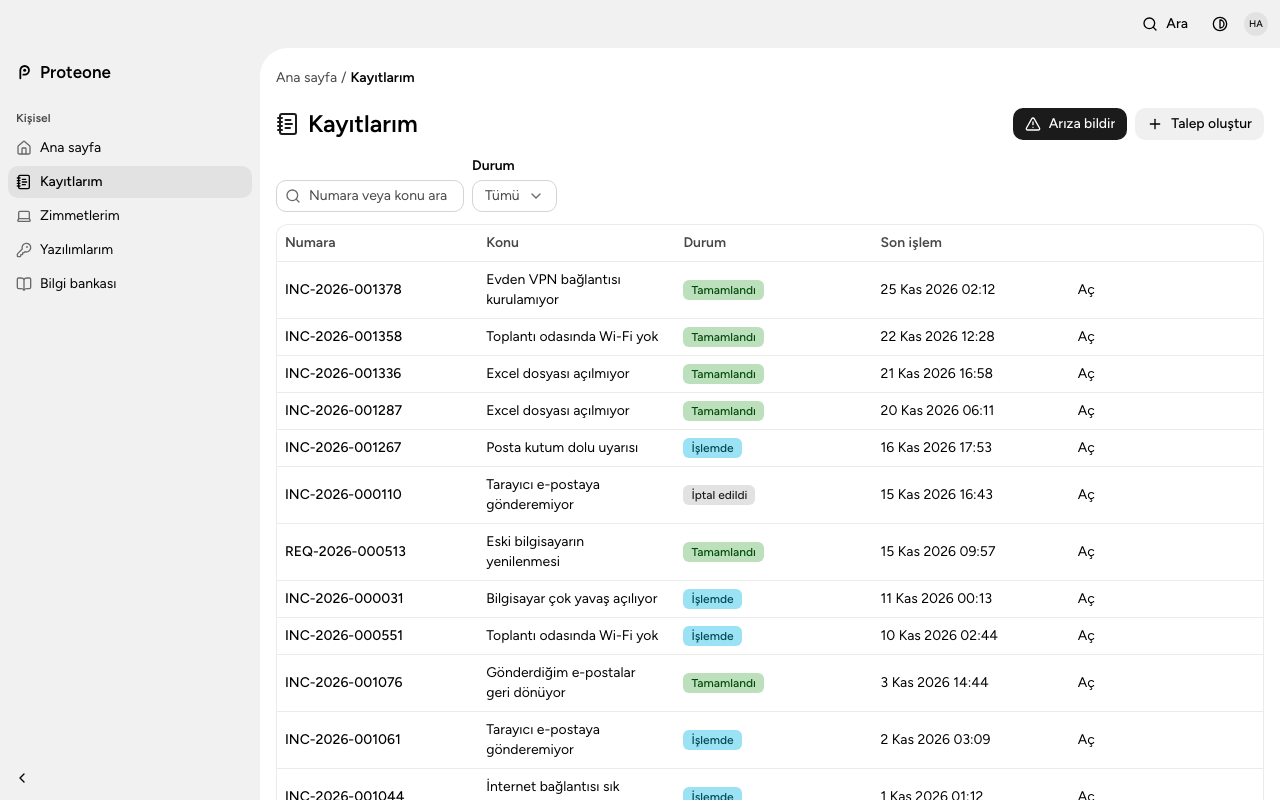 Ara
HA
Proteone
Kişisel
Ana sayfa
Kayıtlarım
Zimmetlerim
Yazılımlarım
Bilgi bankası
Ana sayfa / Kayıtlarım
Kayıtlarım
Arıza bildir
Talep oluştur
Durum
Numara veya konu ara
Tümü
Numara Konu Durum Son işlem
INC-2026-001378 Evden VPN bağlantısı kurulamıyor Tamamlandı 25 Kas 2026 02:12 Aç
INC-2026-001358 Toplantı odasında Wi-Fi yok Tamamlandı 22 Kas 2026 12:28 Aç
INC-2026-001336 Excel dosyası açılmıyor Tamamlandı 21 Kas 2026 16:58 Aç
INC-2026-001287 Excel dosyası açılmıyor Tamamlandı 20 Kas 2026 06:11 Aç
INC-2026-001267 Posta kutum dolu uyarısı İşlemde 16 Kas 2026 17:53 Aç
INC-2026-000110 Tarayıcı e-postaya gönderemiyor İptal edildi 15 Kas 2026 16:43 Aç
REQ-2026-000513 Eski bilgisayarın yenilenmesi Tamamlandı 15 Kas 2026 09:57 Aç
INC-2026-000031 Bilgisayar çok yavaş açılıyor İşlemde 11 Kas 2026 00:13 Aç
INC-2026-000551 Toplantı odasında Wi-Fi yok İşlemde 10 Kas 2026 02:44 Aç
INC-2026-001076 Gönderdiğim e-postalar geri dönüyor Tamamlandı 3 Kas 2026 14:44 Aç
INC-2026-001061 Tarayıcı e-postaya gönderemiyor İşlemde 2 Kas 2026 03:09 Aç
INC-2026-001044 İnternet bağlantısı sık İşlemde 1 Kas 2026 01:12 Aç